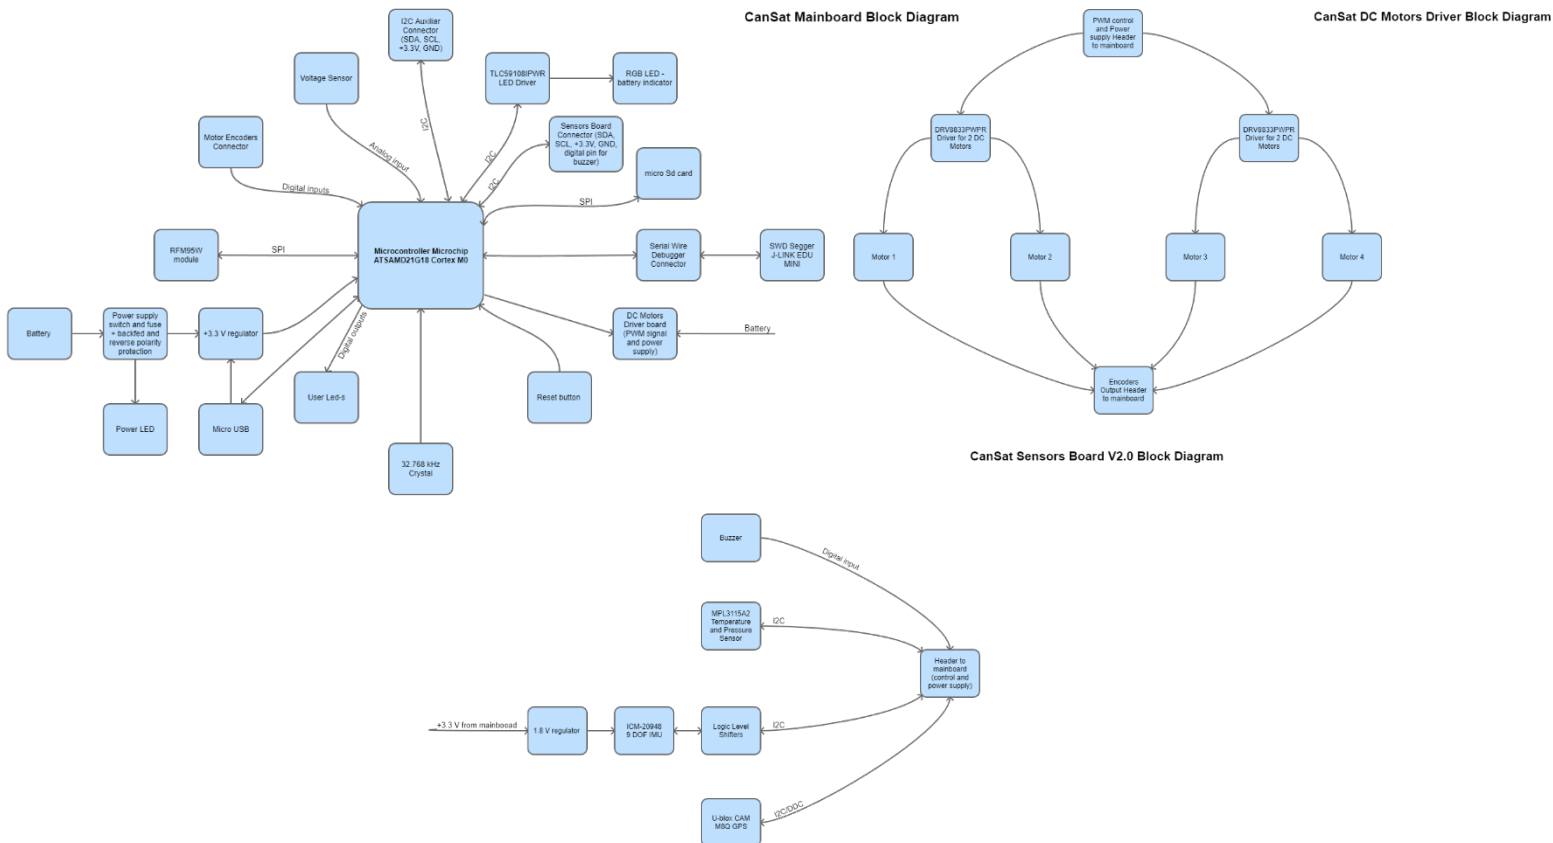 CanSat Mainboard Block Diagram
I2C Auxiliar
Connector
(SDA, SCL,
+3.3V, GND)
Voltage Sensor
TLC59108IPWR
LED Driver
RGB LED -
battery indicator
Motor Encoders
Connector
Sensors Board
Connector (SDA,
SCL, +3.3V, GND,
digital pin for
buzzer)
micro Sd card
I2C
Analog input
I2C
I2C
Digital inputs
SPI
RFM95W
module
SPI
Microcontroller Microchip
ATSAMD21G18 Cortex M0
Serial Wire
Debugger
Connector
SWD Segger
J-LINK EDU
MINI
Battery
Power supply
switch and fuse
+ backfed and
reverse polarity
protection
+3.3 V regulator
Digital outputs
DC Motors
Driver board
(PWM signal
and power
supply)
Battery
Power LED
Micro USB
User Led-s
Reset button
32.768 kHz
Crystal
CanSat DC Motors Driver Block Diagram
PWM control
and Power
supply Header
to mainboard
DRV8833PWPR
Driver for 2 DC
Motors
DRV8833PWPR
Driver for 2 DC
Motors
Motor 1
Motor 2
Motor 3
Motor 4
Encoders
Output Header
to mainboard
CanSat Sensors Board V2.0 Block Diagram
Buzzer
Digital input
MPL3115A2
Temperature
and Pressure
Sensor
I2C
Header to
mainboard
(control and
power supply)
+3.3 V from mainboad
1.8 V regulator
ICM-20948
9 DOF IMU
Logic Level
Shifters
I2C
U-blox CAM
M8Q GPS
I2C/DDC